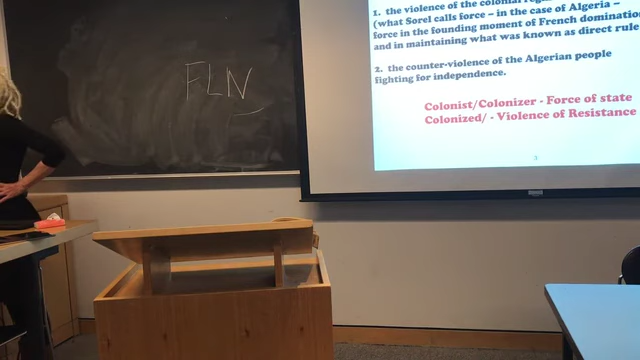 FLN
1. the violence of the colonial
(what Sorel calls force – in the case of Algeria –
force in the founding moment of French domination
and in maintaining what was known as direct rule
2. the counter-violence of the Algerian people
fighting for independence.
Colonist/Colonizer - Force of state
Colonized/ - Violence of Resistance
3